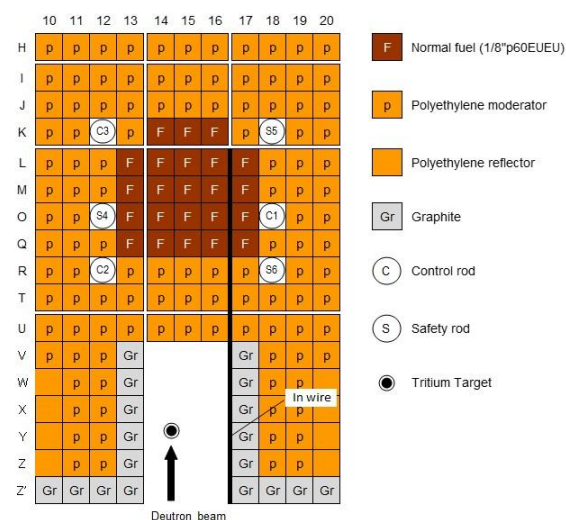 10 11 12 13 14 15 16 17 18 19 20
H p p p p p p p p p p p
I p p p p p p p p p p p
J p p p p p p p p p p p
K p p C3 p F F F p S5 p p
L p p p F F F F F p p p
M p p p F F F F F p p p
O p p S4 F F F F F C1 p p
Q p p p F F F F F p p p
R p p C2 p p p p p S6 p p
T p p p p p p p p p p p
U p p p p p p p p p p p
V p p p Gr Gr p p p
W p p Gr Gr p p
In wire
X p p Gr Gr p p
Y p p Gr Gr p p
Z p p Gr Gr p p
Z' Gr Gr Gr Gr Gr Gr Gr Gr
Deutron beam
F Normal fuel (1/8"p60EUEU)
p Polyethylene moderator
Polyethylene reflector
Gr Graphite
C Control rod
S Safety rod
Tritium Target